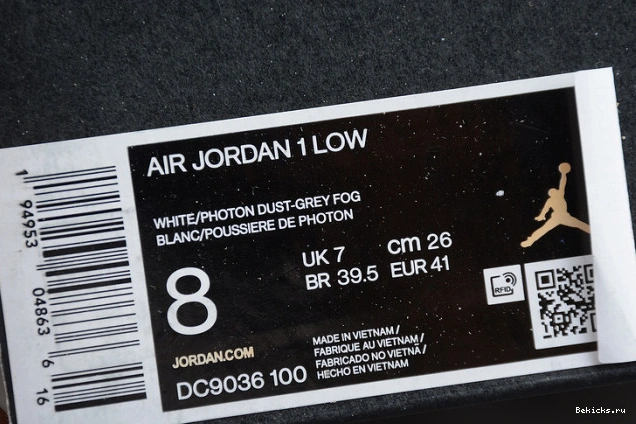 AIR JORDAN 1 LOW
WHITE/PHOTON DUST-GREY FOG
BLANC/POUSSIERE DE PHOTON
8
UK 7 cm 26
BR 39.5 EUR 41
RFID
JORDAN.COM
DC9036 100
MADE IN VIETNAM /
FABRIQUE AU VIETNAM /
FABRICADO NO VIETNÃ /
HECHO EN VIETNAM
1 94953 04863 6 16
Bekicks.ru